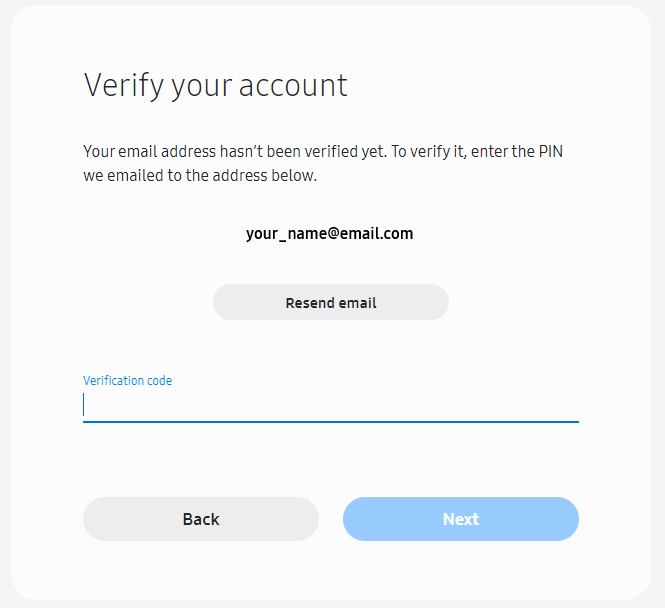 Verify your account
Your email address hasn’t been verified yet. To verify it, enter the PIN
we emailed to the address below.
your_name@email.com
Resend email
Verification code
Back
Next